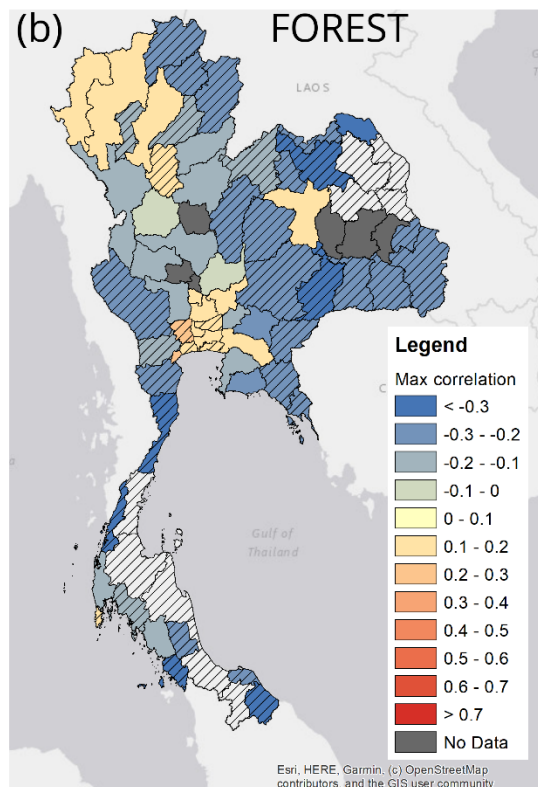 (b) FOREST
LAOS
Gulf of
Thailand
Legend
Max correlation
< -0.3
-0.3 - -0.2
-0.2 - -0.1
-0.1 - 0
0 - 0.1
0.1 - 0.2
0.2 - 0.3
0.3 - 0.4
0.4 - 0.5
0.5 - 0.6
0.6 - 0.7
> 0.7
No Data
Esri, HERE, Garmin, (c) OpenStreetMap
contributors, and the GIS user community